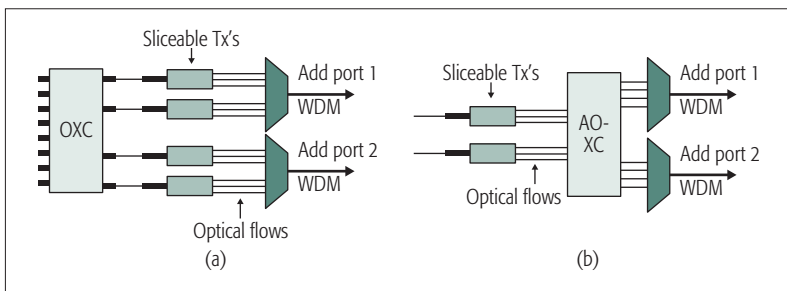 Sliceable Tx's
Add port 1
WDM
OXC
Add port 2
WDM
Optical flows
(a)
Sliceable Tx's
Add port 1
WDM
AO-
XC
Add port 2
WDM
Optical flows
(b)